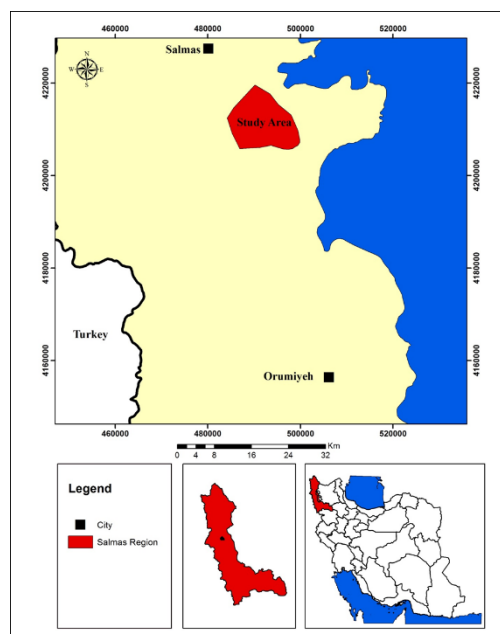 460000 480000 500000 520000
Salmas
N
W E
S
4220000 4220000
Study Area
4200000 4200000
4180000 4180000
Turkey
4160000 4160000
Orumiyeh
460000 480000 500000 520000
Km
0 4 8 16 24 32
Legend
City
Salmas Region